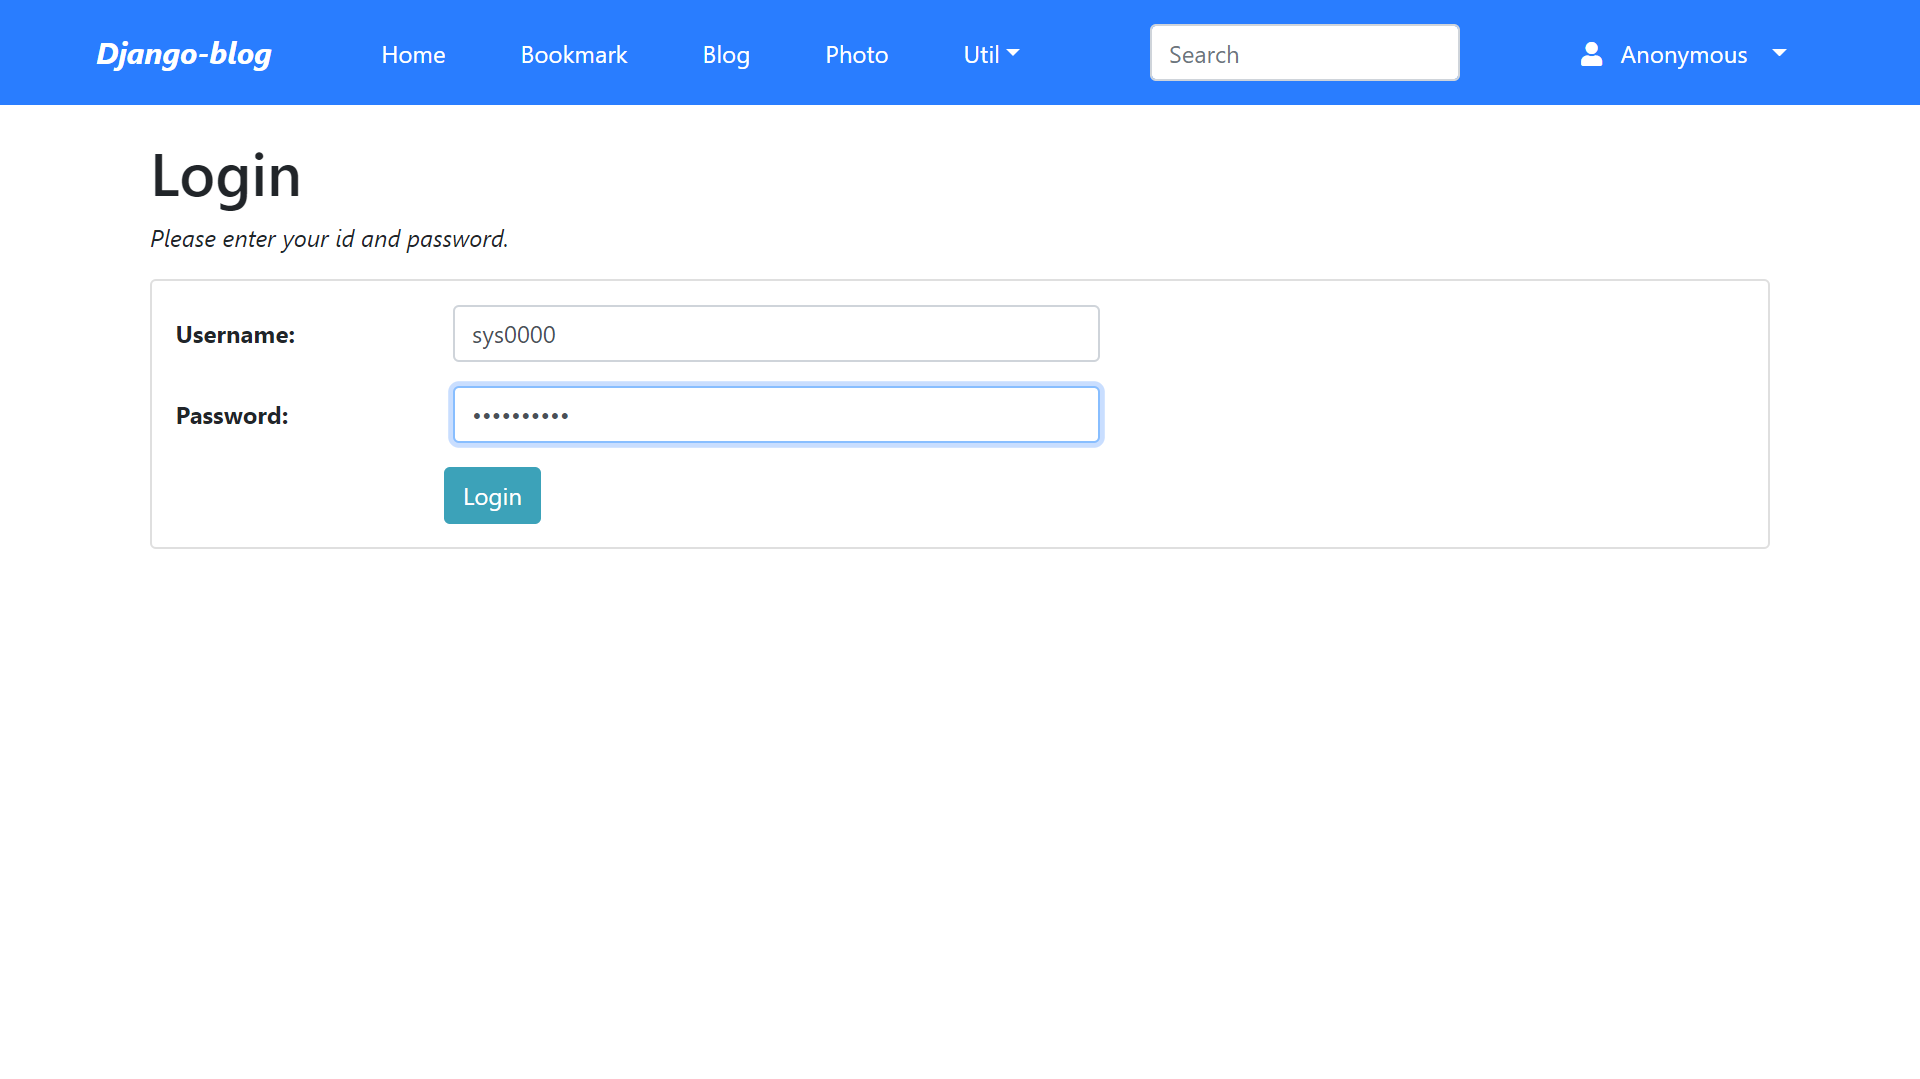 Django-blog Home Bookmark Blog Photo Util Search Anonymous
Login
Please enter your id and password.
Username: sys0000
Password: ••••••••••
Login